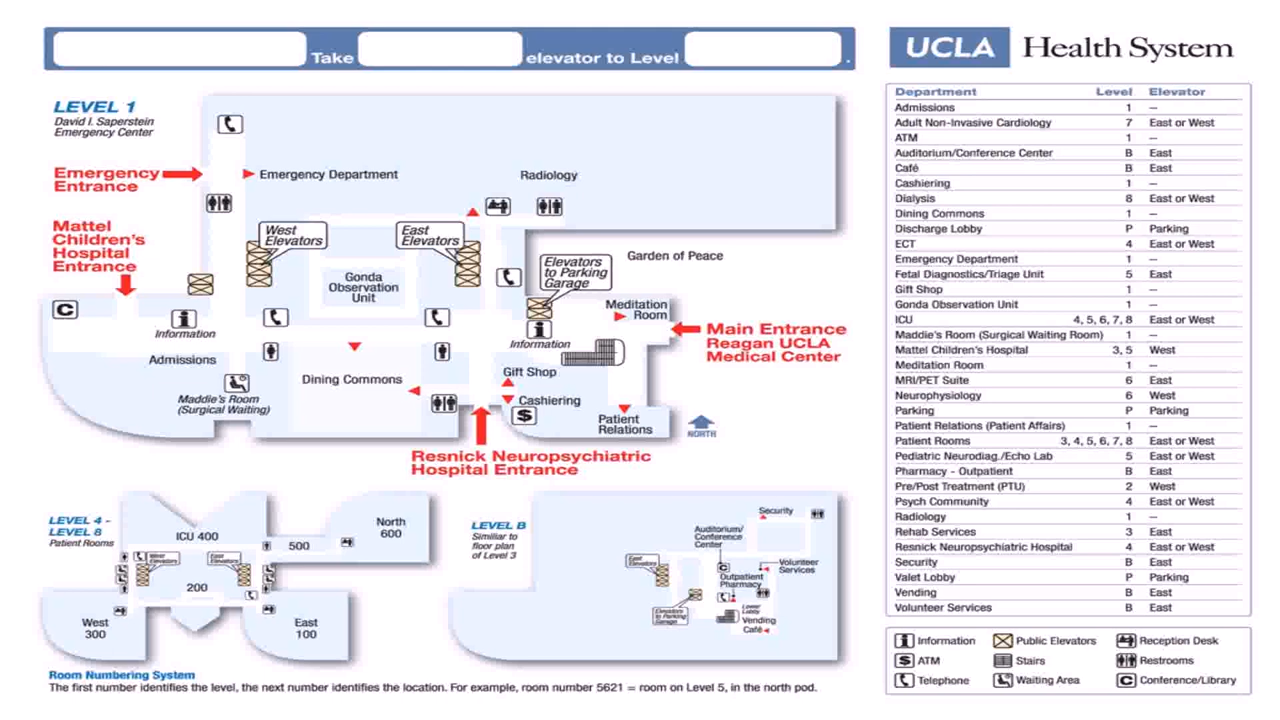 Take elevator to Level .
UCLA Health System
LEVEL 1
David I. Saperstein
Emergency Center
Emergency
Entrance
Emergency Department
Radiology
Mattel
Children's
Hospital
Entrance
West
Elevators
East
Elevators
Elevators
to Parking
Garage
Garden of Peace
Gonda
Observation
Unit
Meditation
Room
C
Information
Information
Main Entrance
Reagan UCLA
Medical Center
Admissions
Dining Commons
Gift Shop
Maddie's Room
(Surgical Waiting)
Cashiering
$
Patient
Relations
NORTH
Resnick Neuropsychiatric
Hospital Entrance
LEVEL 4 -
LEVEL 8
Patient Rooms
ICU 400
North
600
500
West
Elevators
East
Elevators
200
West
300
East
100
LEVEL B
Similiar to
floor plan
of Level 3
Security
Auditorium/
Conference
Center
East
Elevators
C
Volunteer
Services
Outpatient
Pharmacy
Elevators
to Parking
Garage
Lower
Lobby
Vending
Café
Room Numbering System
The first number identifies the level, the next number identifies the location. For example, room number 5621 = room on Level 5, in the north pod.
Department Level Elevator
Admissions 1 –
Adult Non-Invasive Cardiology 7 East or West
ATM 1 –
Auditorium/Conference Center B East
Café B East
Cashiering 1 –
Dialysis 8 East or West
Dining Commons 1 –
Discharge Lobby P Parking
ECT 4 East or West
Emergency Department 1 –
Fetal Diagnostics/Triage Unit 5 East
Gift Shop 1 –
Gonda Observation Unit 1 –
ICU 4, 5, 6, 7, 8 East or West
Maddie's Room (Surgical Waiting Room) 1 –
Mattel Children's Hospital 3, 5 West
Meditation Room 1 –
MRI/PET Suite 6 East
Neurophysiology 6 West
Parking P Parking
Patient Relations (Patient Affairs) 1 –
Patient Rooms 3, 4, 5, 6, 7, 8 East or West
Pediatric Neurodiag./Echo Lab 5 East or West
Pharmacy - Outpatient B East
Pre/Post Treatment (PTU) 2 West
Psych Community 4 East or West
Radiology 1 –
Rehab Services 3 East
Resnick Neuropsychiatric Hospital 4 East or West
Security B East
Valet Lobby P Parking
Vending B East
Volunteer Services B East
i Information Public Elevators Reception Desk
$ ATM Stairs Restrooms
Telephone Waiting Area C Conference/Library